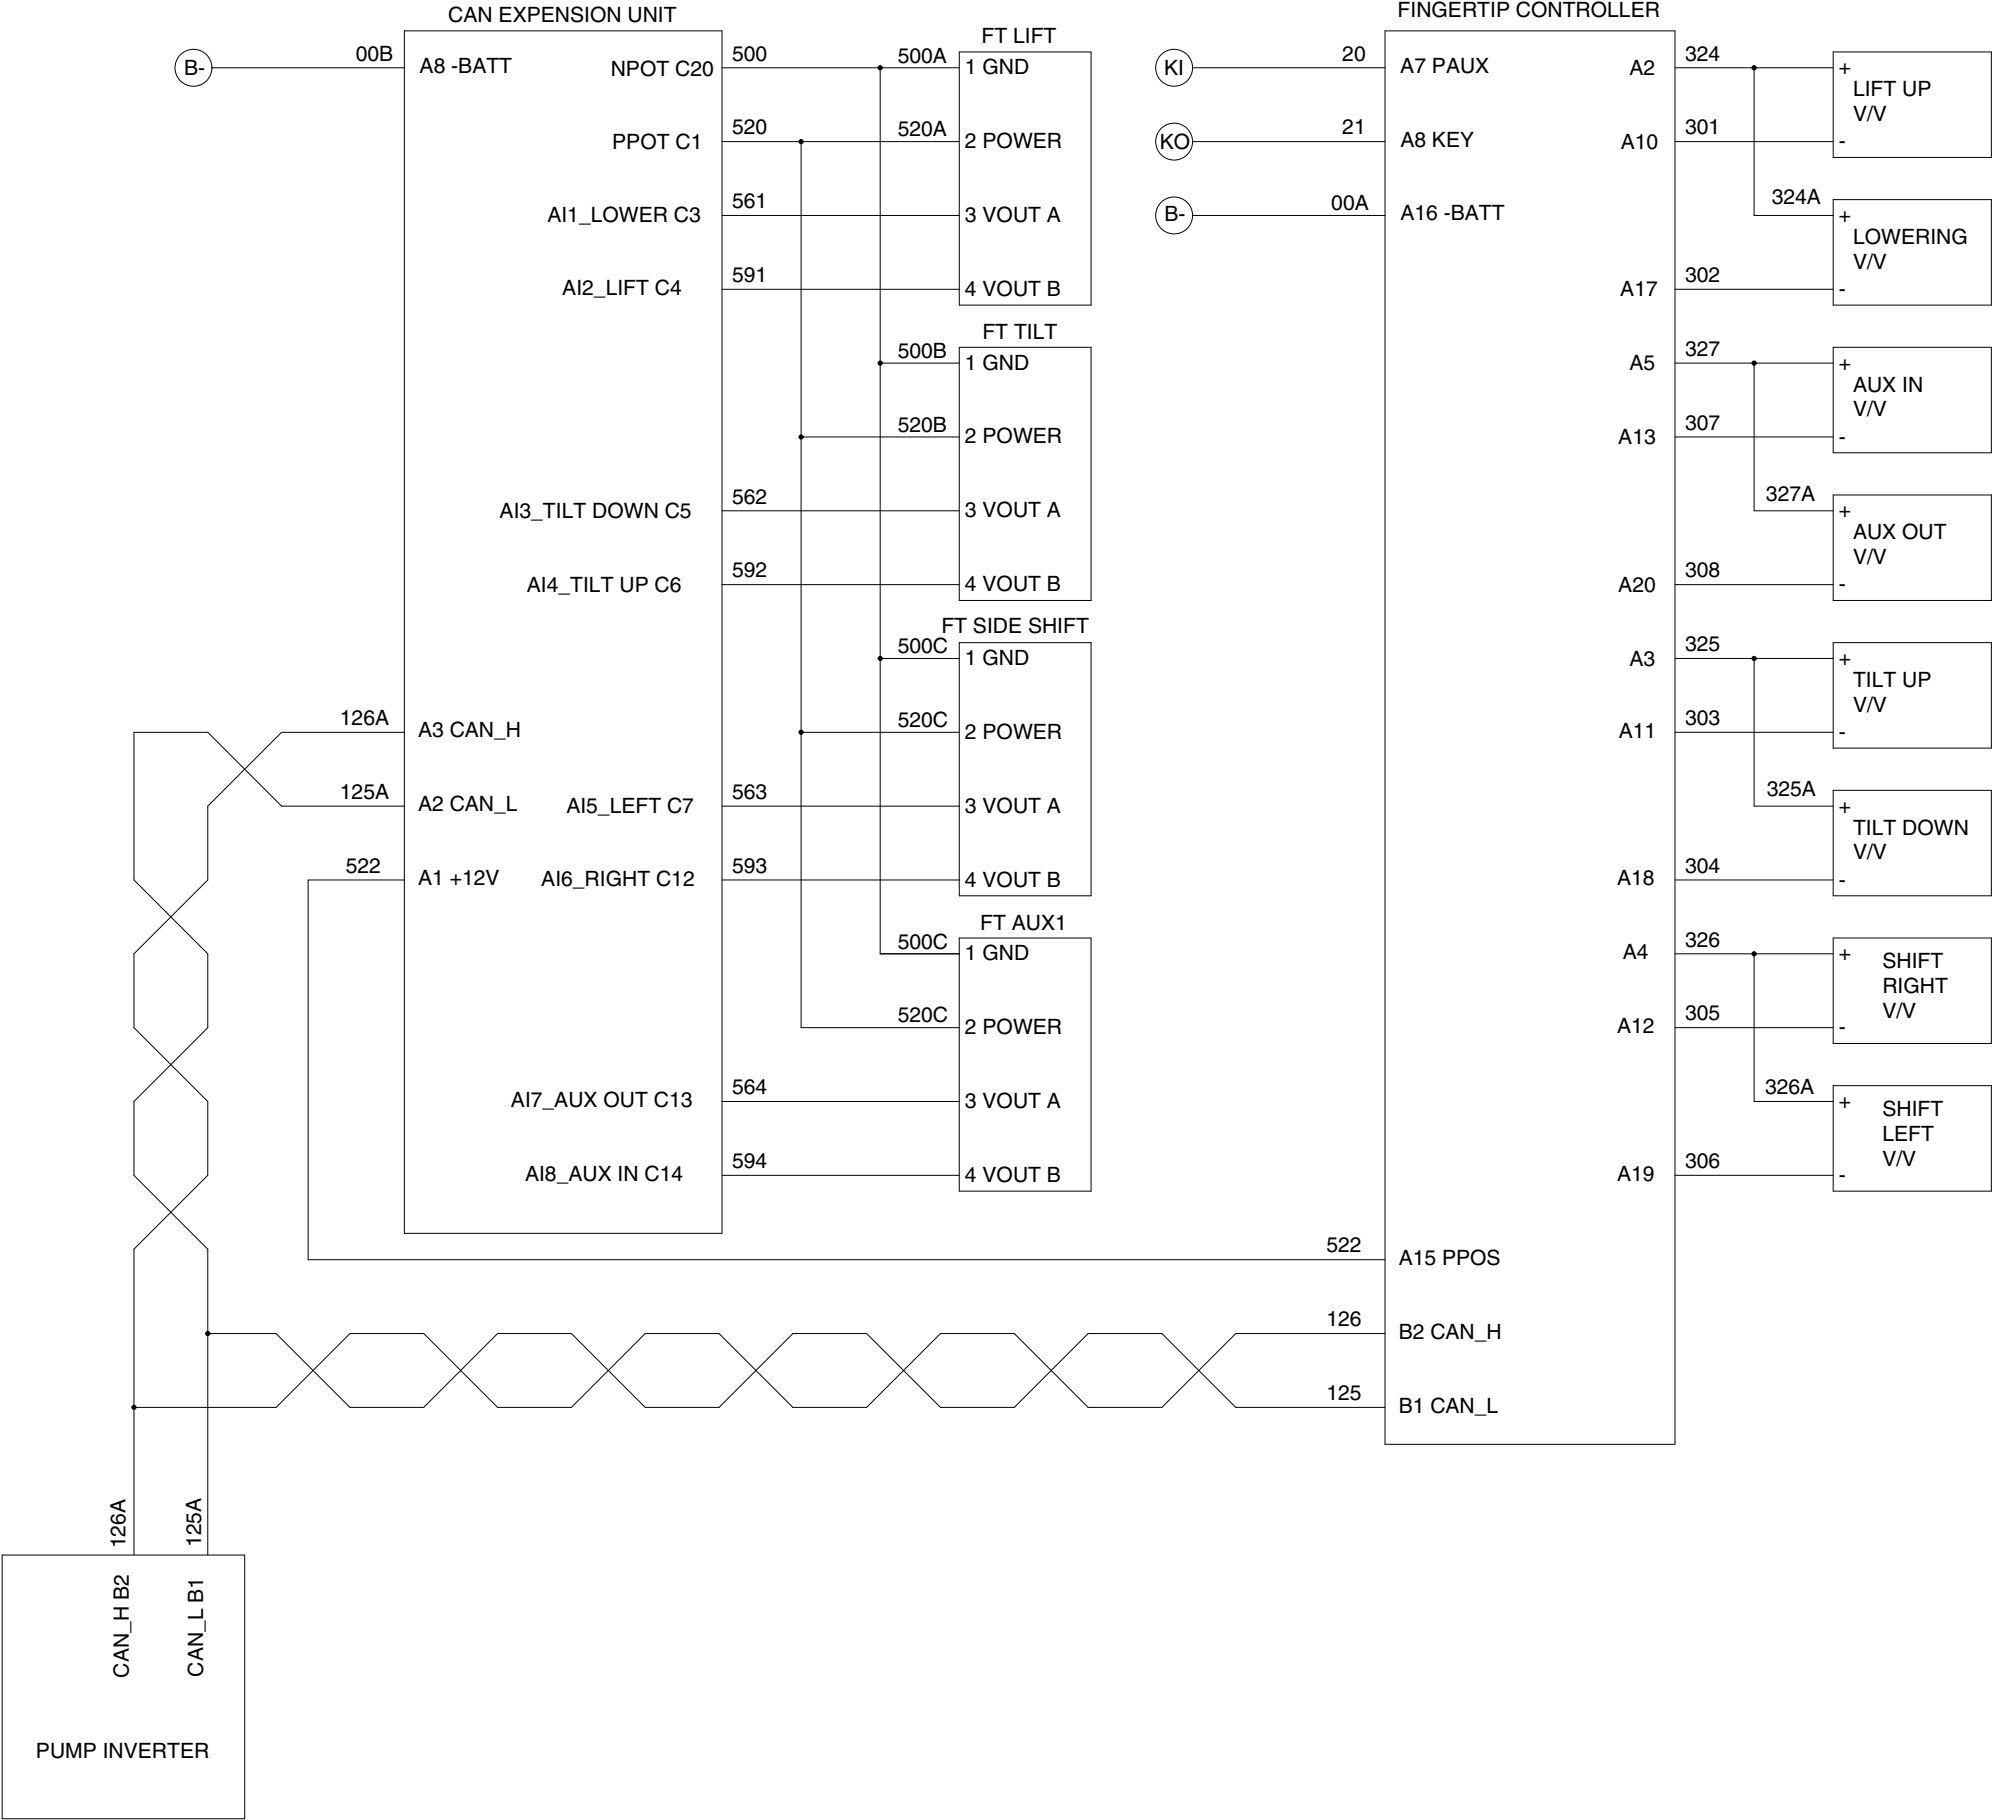 CAN EXPENSION UNIT
B-
00B
A8 -BATT
NPOT C20
500
PPOT C1
520
AI1_LOWER C3
561
AI2_LIFT C4
591
AI3_TILT DOWN C5
562
AI4_TILT UP C6
592
126A
A3 CAN_H
125A
A2 CAN_L
AI5_LEFT C7
563
522
A1 +12V
AI6_RIGHT C12
593
AI7_AUX OUT C13
564
AI8_AUX IN C14
594
FT LIFT
500A
1 GND
520A
2 POWER
3 VOUT A
4 VOUT B
FT TILT
500B
1 GND
520B
2 POWER
3 VOUT A
4 VOUT B
FT SIDE SHIFT
500C
1 GND
520C
2 POWER
3 VOUT A
4 VOUT B
FT AUX1
500C
1 GND
520C
2 POWER
3 VOUT A
4 VOUT B
FINGERTIP CONTROLLER
KI
20
A7 PAUX
KO
21
A8 KEY
B-
00A
A16 -BATT
A2
324
A10
301
A17
302
A5
327
A13
307
A20
308
A3
325
A11
303
A18
304
A4
326
A12
305
A19
306
522
A15 PPOS
126
B2 CAN_H
125
B1 CAN_L
+
LIFT UP
V/V
-
324A
+
LOWERING
V/V
-
+
AUX IN
V/V
-
327A
+
AUX OUT
V/V
-
+
TILT UP
V/V
-
325A
+
TILT DOWN
V/V
-
+
SHIFT
RIGHT
V/V
-
326A
+
SHIFT
LEFT
V/V
-
126A
125A
CAN_H B2
CAN_L B1
PUMP INVERTER